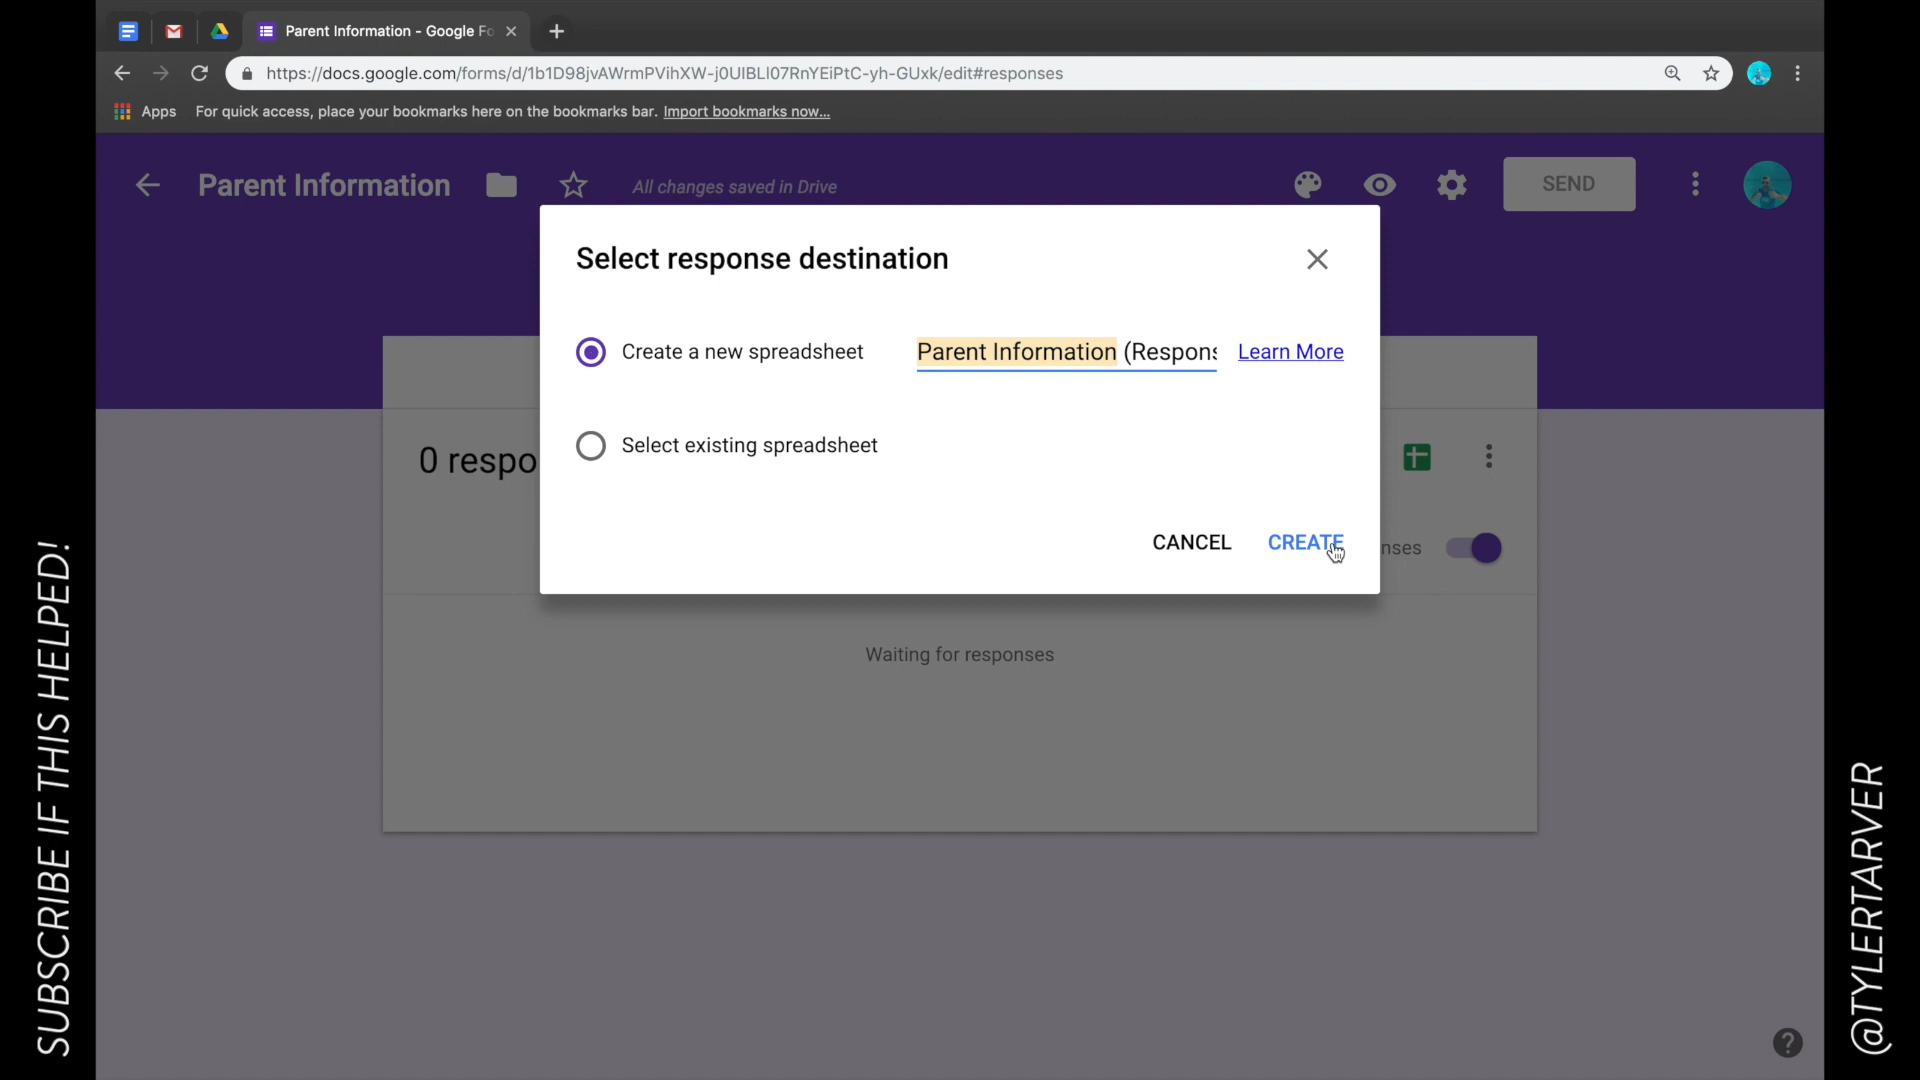 Parent Information - Google Fo
https://docs.google.com/forms/d/1b1D98jvAWrmPVihXW-j0UIBLl07RnYEiPtC-yh-GUxk/edit#responses
Apps For quick access, place your bookmarks here on the bookmarks bar. Import bookmarks now...
Parent Information All changes saved in Drive SEND
Select response destination
Create a new spreadsheet Parent Information (Respons Learn More
0 respo Select existing spreadsheet
CANCEL CREATE nses
Waiting for responses
SUBSCRIBE IF THIS HELPED!
@TYLERTARVER